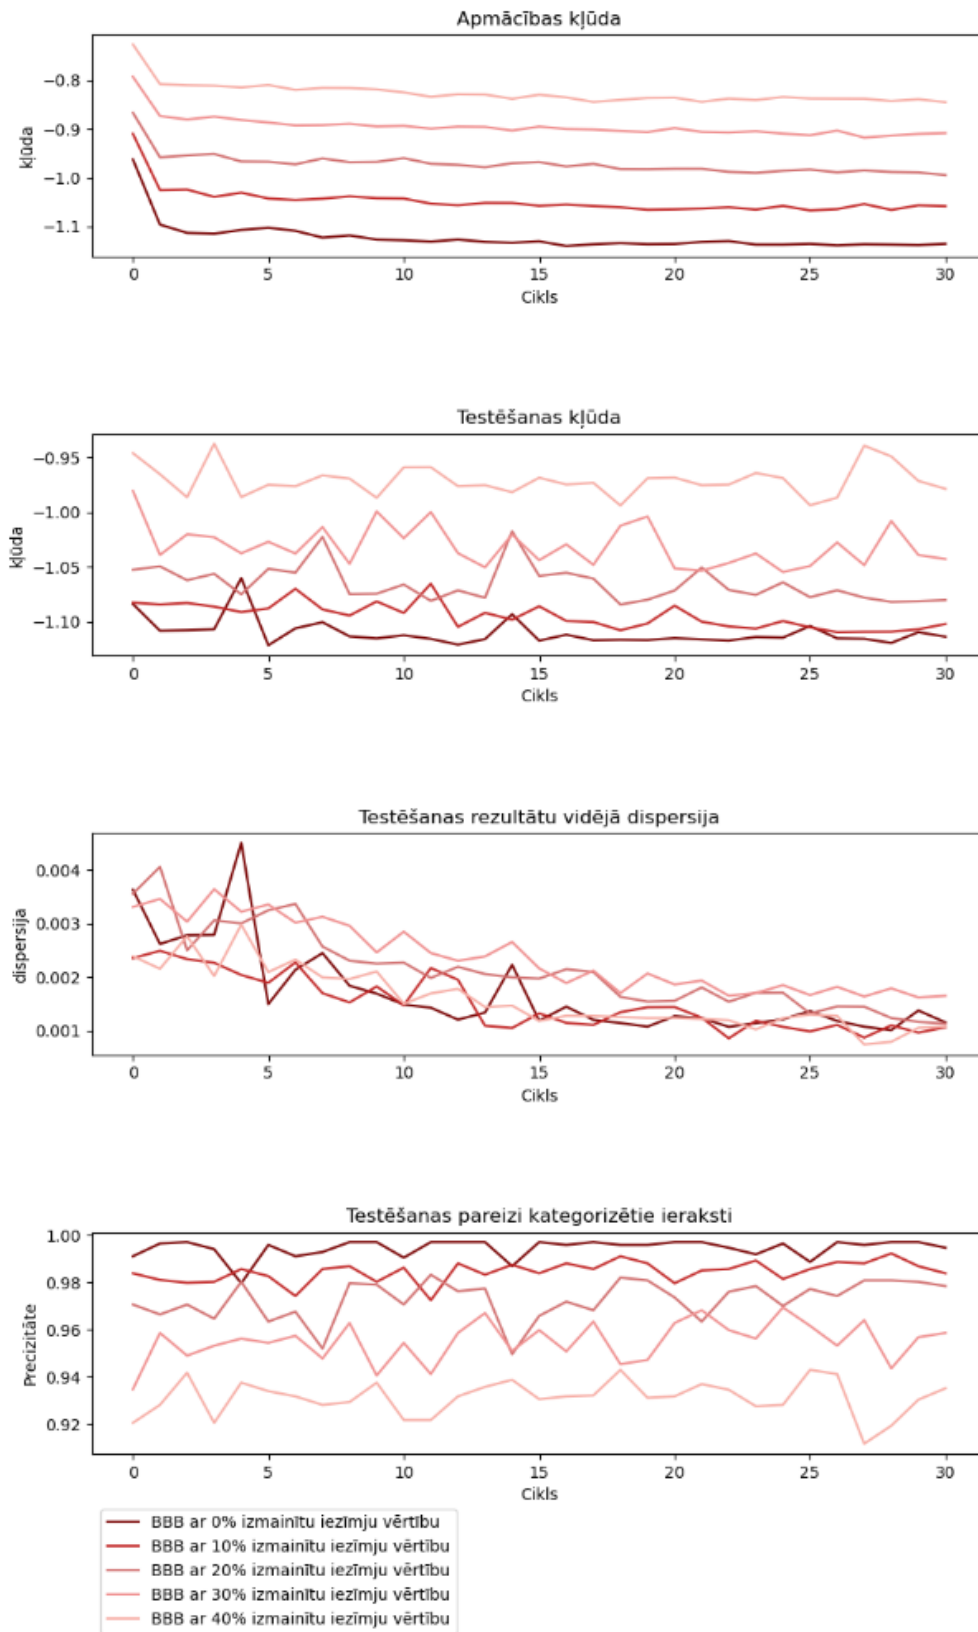 Apmācības kļūda
−0.8
−0.9
−1.0
−1.1
kļūda
0 5 10 15 20 25 30
Cikls
Testēšanas kļūda
−0.95
−1.00
−1.05
−1.10
kļūda
0 5 10 15 20 25 30
Cikls
Testēšanas rezultātu vidējā dispersija
0.004
0.003
0.002
0.001
dispersija
0 5 10 15 20 25 30
Cikls
Testēšanas pareizi kategorizētie ieraksti
1.00
0.98
0.96
0.94
0.92
Precizitāte
0 5 10 15 20 25 30
Cikls
BBB ar 0% izmainītu iezīmju vērtību
BBB ar 10% izmainītu iezīmju vērtību
BBB ar 20% izmainītu iezīmju vērtību
BBB ar 30% izmainītu iezīmju vērtību
BBB ar 40% izmainītu iezīmju vērtību